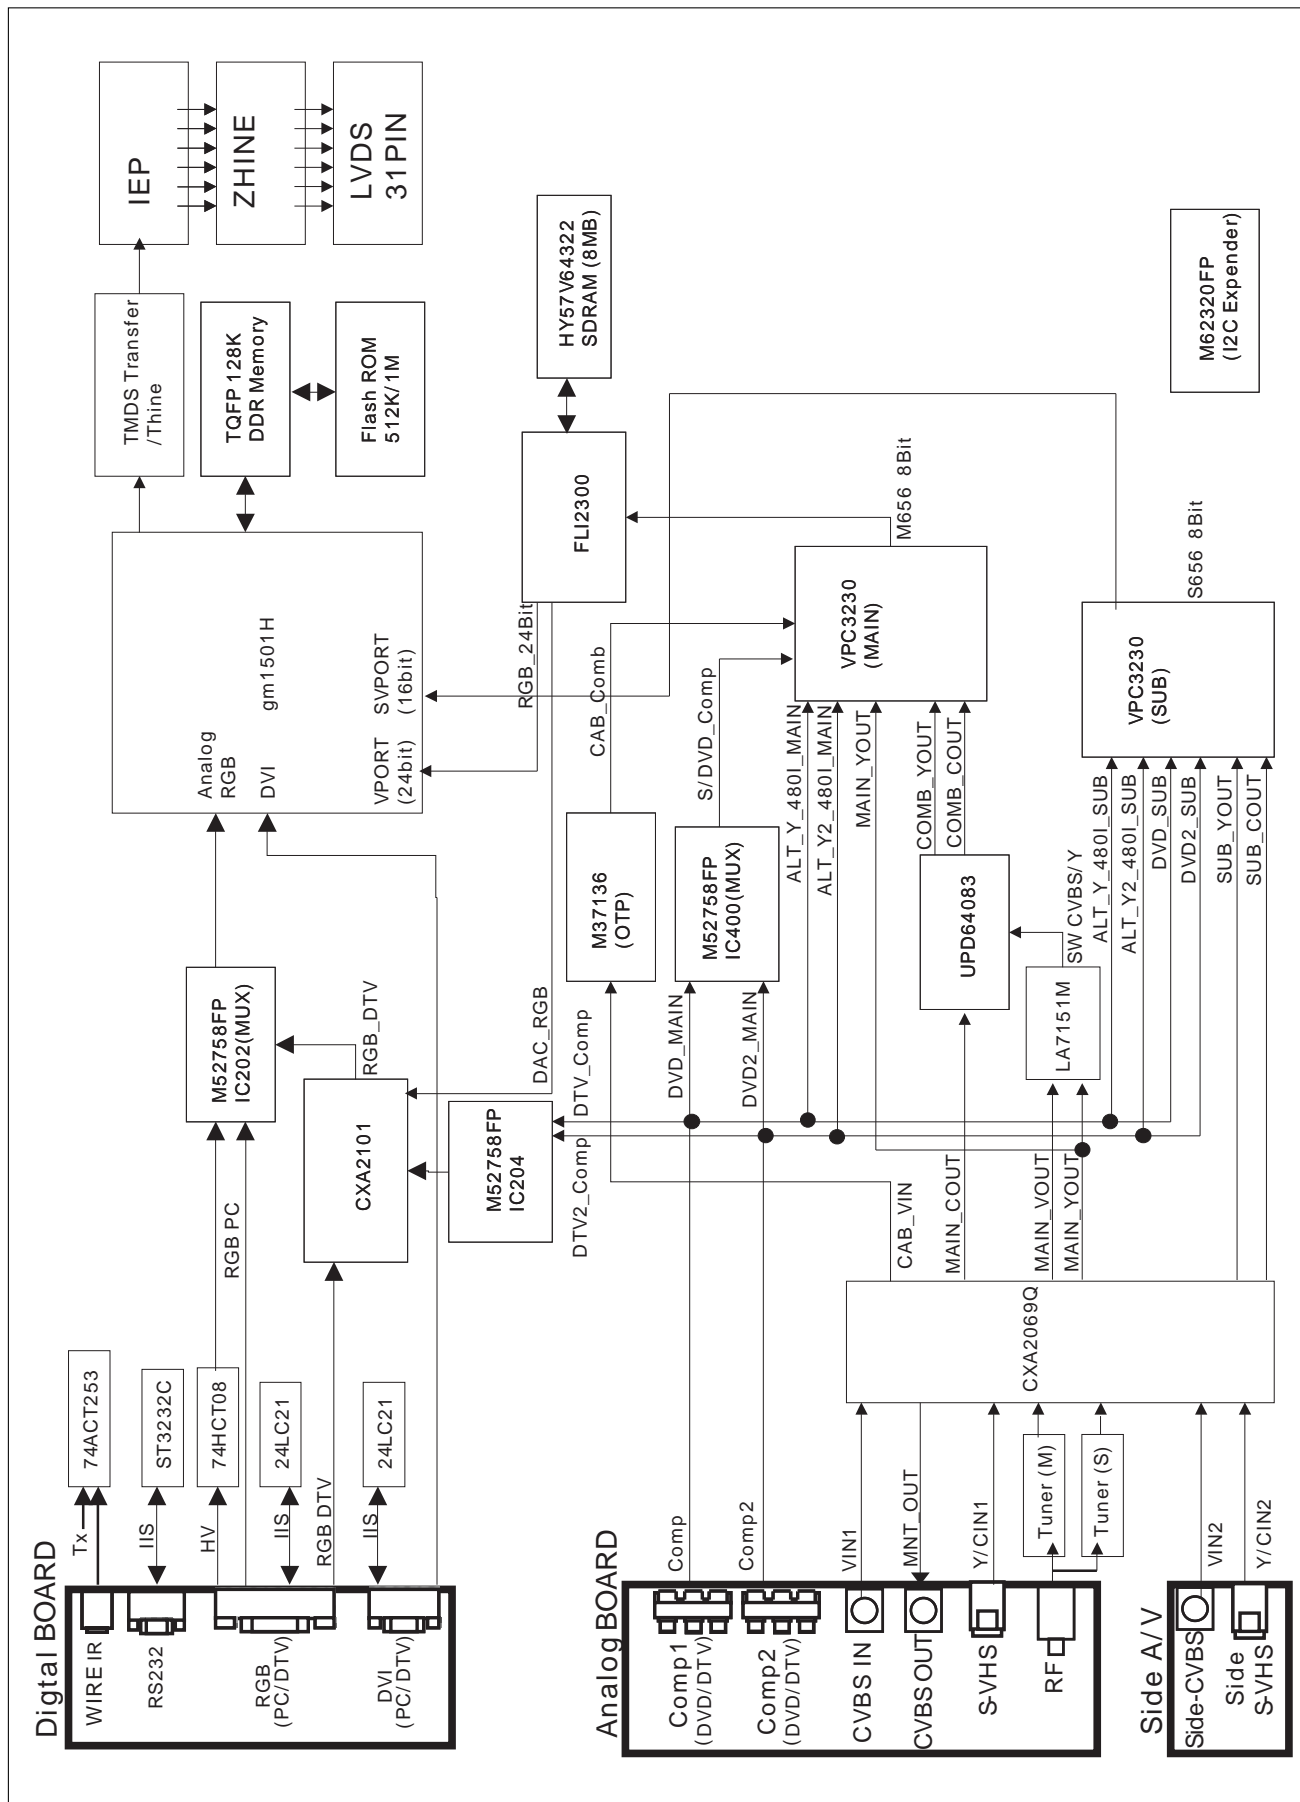 Digtal BOARD
WIRE IR
RS232
RGB
(PC/DTV)
DVI
(PC/DTV)
Tx
IIS
HV
IIS
RGB DTV
IIS
74ACT253
ST3232C
74HCT08
24LC21
24LC21
RGB PC
M52758FP
IC202(MUX)
RGB_DTV
CXA2101
M52758FP
IC204
DAC_RGB
DTV_Comp
DTV2_Comp
Analog
RGB
DVI
gm1501H
VPORT
(24bit)
SVPORT
(16bit)
RGB_24Bit
TMDS Transfer
/Thine
TQFP 128K
DDR Memory
Flash ROM
512K/1M
IEP
ZHINE
LVDS
31PIN
HY57V64322
SDRAM (8MB)
FLI2300
CAB_Comb
S/DVD_Comp
M37136
(OTP)
M52758FP
IC400(MUX)
DVD_MAIN
DVD2_MAIN
ALT_Y_480I_MAIN
ALT_Y2_480I_MAIN
MAIN_YOUT
COMB_YOUT
COMB_COUT
VPC3230
(MAIN)
M656 8Bit
UPD64083
LA7151M
SW CVBS/Y
ALT_Y_480I_SUB
ALT_Y2_480I_SUB
DVD_SUB
DVD2_SUB
SUB_YOUT
SUB_COUT
VPC3230
(SUB)
S656 8Bit
M62320FP
(I2C Expender)
CAB_VIN
MAIN_COUT
MAIN_VOUT
MAIN_YOUT
CXA2069Q
Analog BOARD
Comp1
(DVD/DTV)
Comp2
(DVD/DTV)
CVBS IN
CVBS OUT
S-VHS
RF
Comp
Comp2
VIN1
MNT_OUT
Y/CIN1
Tuner (M)
Tuner (S)
Side A/V
Side-CVBS
Side
S-VHS
VIN2
Y/CIN2